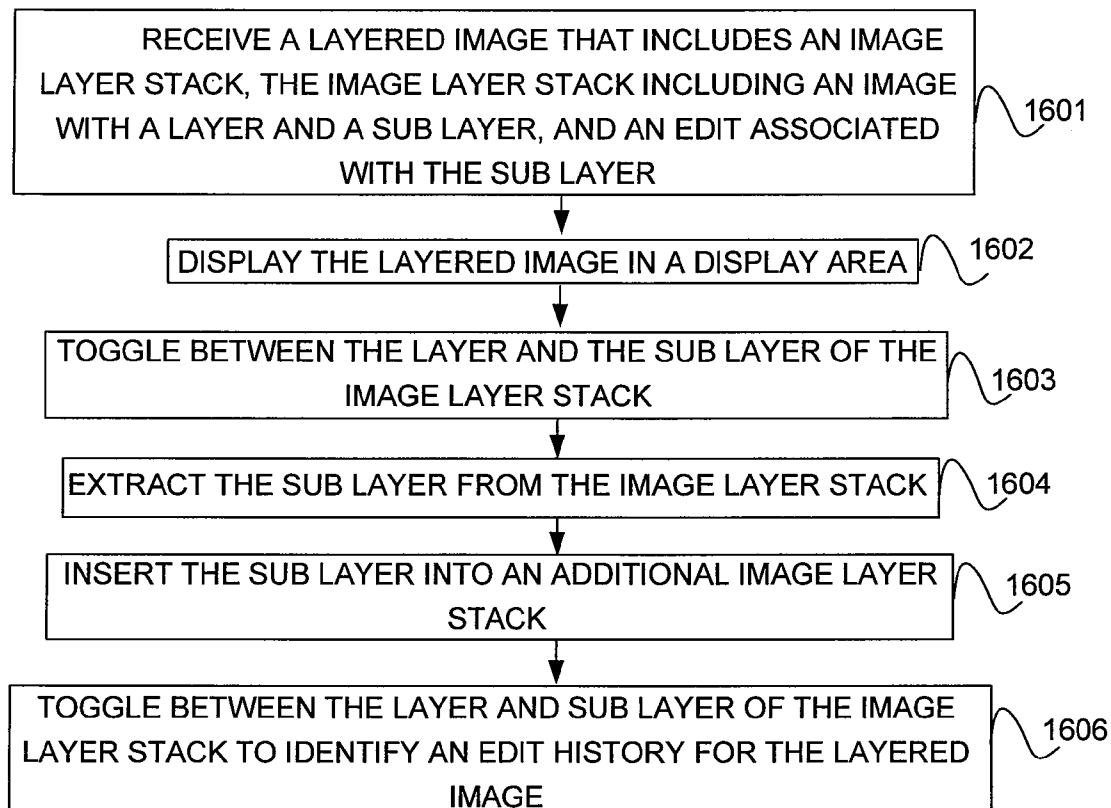 RECEIVE A LAYERED IMAGE THAT INCLUDES AN IMAGE
LAYER STACK, THE IMAGE LAYER STACK INCLUDING AN IMAGE
WITH A LAYER AND A SUB LAYER, AND AN EDIT ASSOCIATED
WITH THE SUB LAYER
1601
DISPLAY THE LAYERED IMAGE IN A DISPLAY AREA
1602
TOGGLE BETWEEN THE LAYER AND THE SUB LAYER OF THE
IMAGE LAYER STACK
1603
EXTRACT THE SUB LAYER FROM THE IMAGE LAYER STACK
1604
INSERT THE SUB LAYER INTO AN ADDITIONAL IMAGE LAYER
STACK
1605
TOGGLE BETWEEN THE LAYER AND SUB LAYER OF THE IMAGE
LAYER STACK TO IDENTIFY AN EDIT HISTORY FOR THE LAYERED
IMAGE
1606